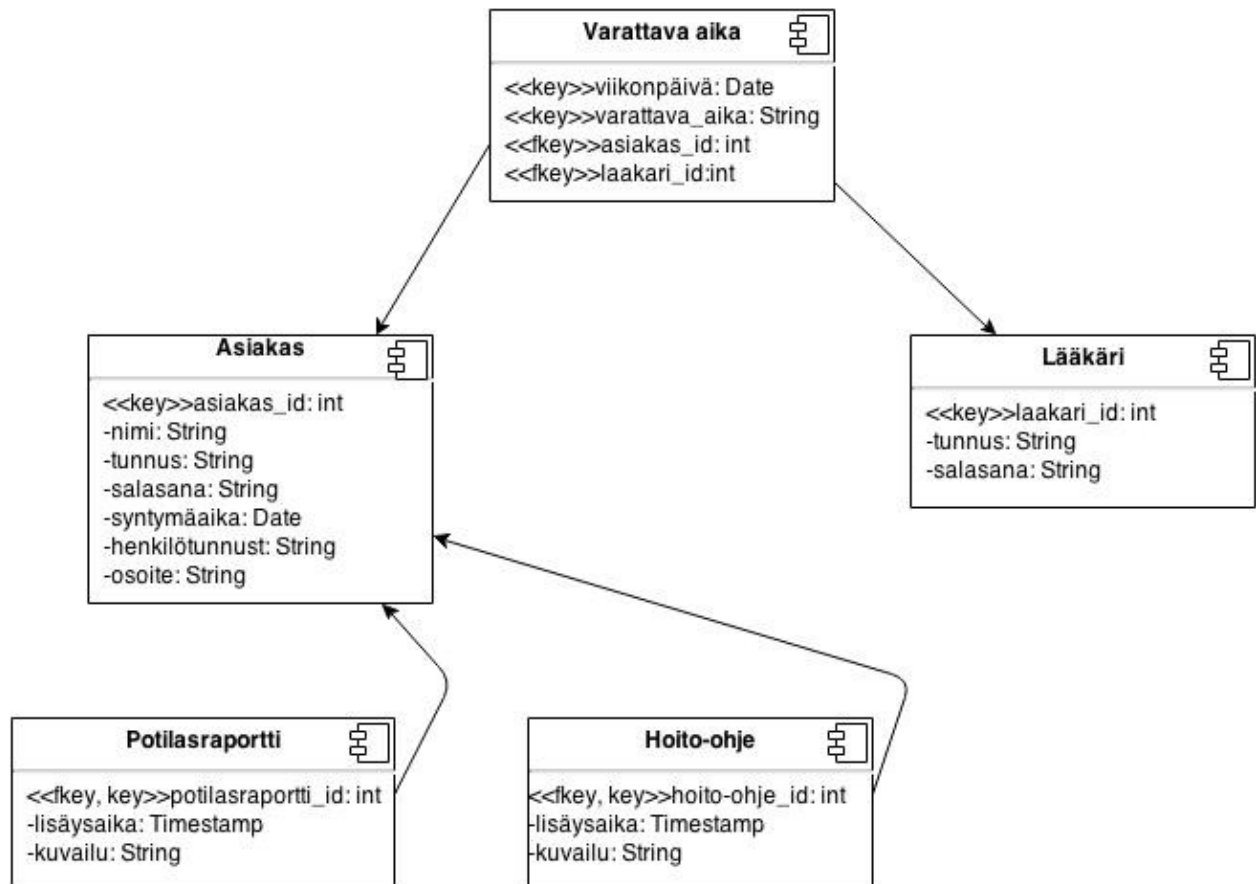 Varattava aika
<<key>>viikonpäivä: Date
<<key>>varattava_aika: String
<<fkey>>asiakas_id: int
<<fkey>>laakari_id:int
Asiakas
<<key>>asiakas_id: int
-nimi: String
-tunnus: String
-salasana: String
-syntymäaika: Date
-henkilötunnust: String
-osoite: String
Lääkäri
<<key>>laakari_id: int
-tunnus: String
-salasana: String
Potilasraportti
<<fkey, key>>potilasraportti_id: int
-lisäysaika: Timestamp
-kuvailu: String
Hoito-ohje
<<fkey, key>>hoito-ohje_id: int
-lisäysaika: Timestamp
-kuvailu: String